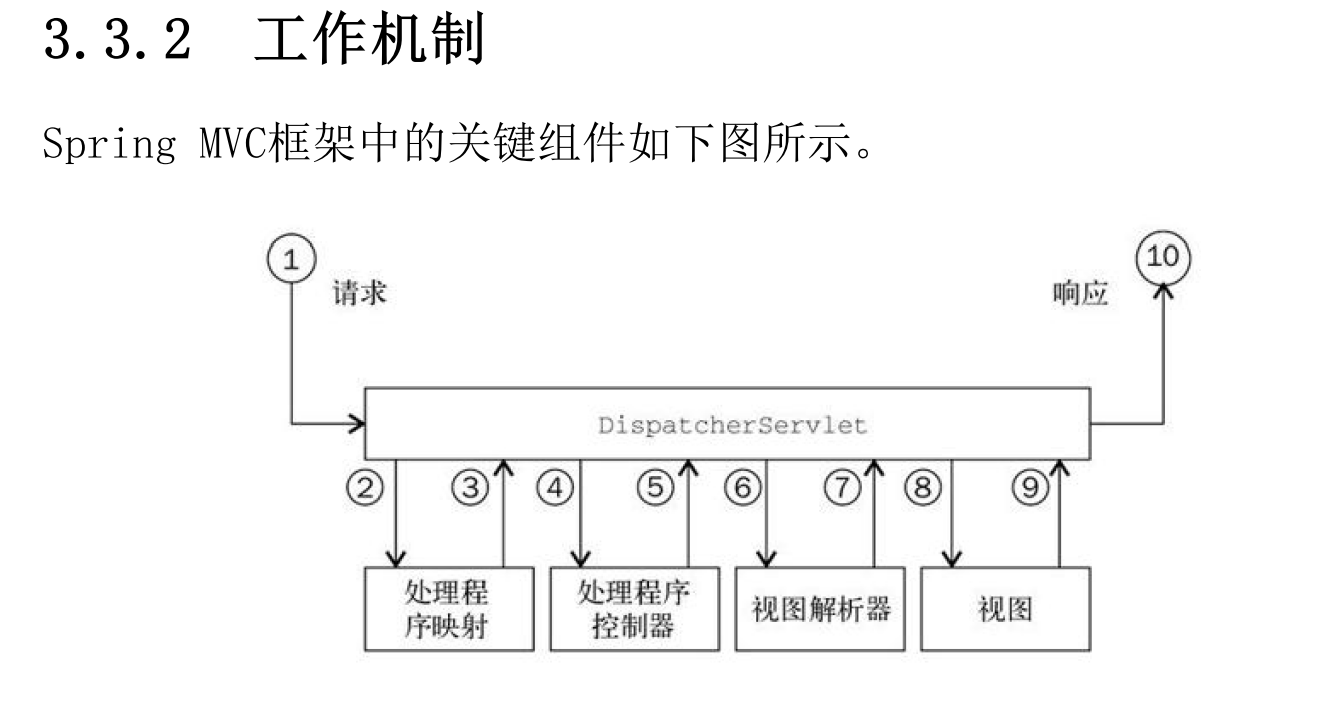 3.3.2 工作机制
Spring MVC框架中的关键组件如下图所示。
① ⑩
请求 响应
DispatcherServlet
② ③ ④ ⑤ ⑥ ⑦ ⑧ ⑨
处理程
序映射
处理程序
控制器
视图解析器
视图